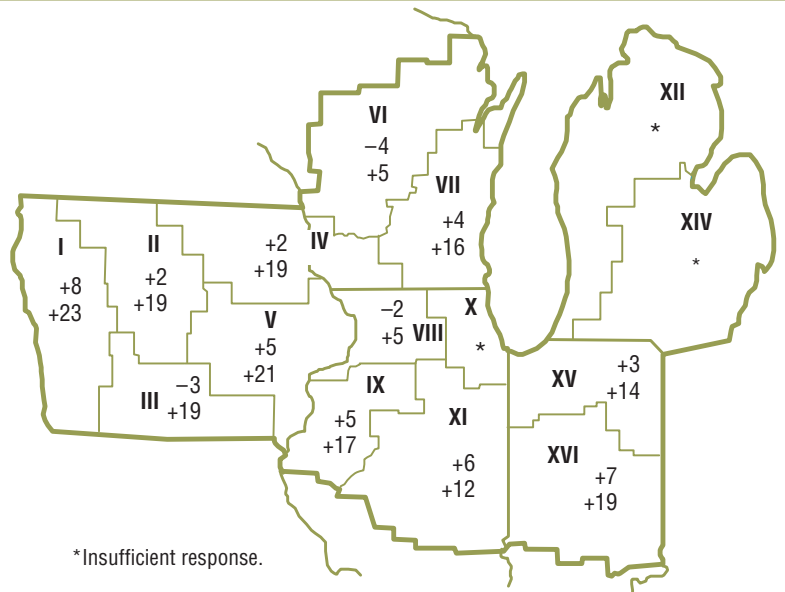 XII
*
VI
−4
+5
VII
+4
+16
XIV
*
I
+8
+23
II
+2
+19
IV
+2
+19
V
+5
+21
III
−3
+19
−2
+5
VIII
X
*
IX
+5
+17
XI
+6
+12
XV
+3
+14
XVI
+7
+19
*Insufficient response.